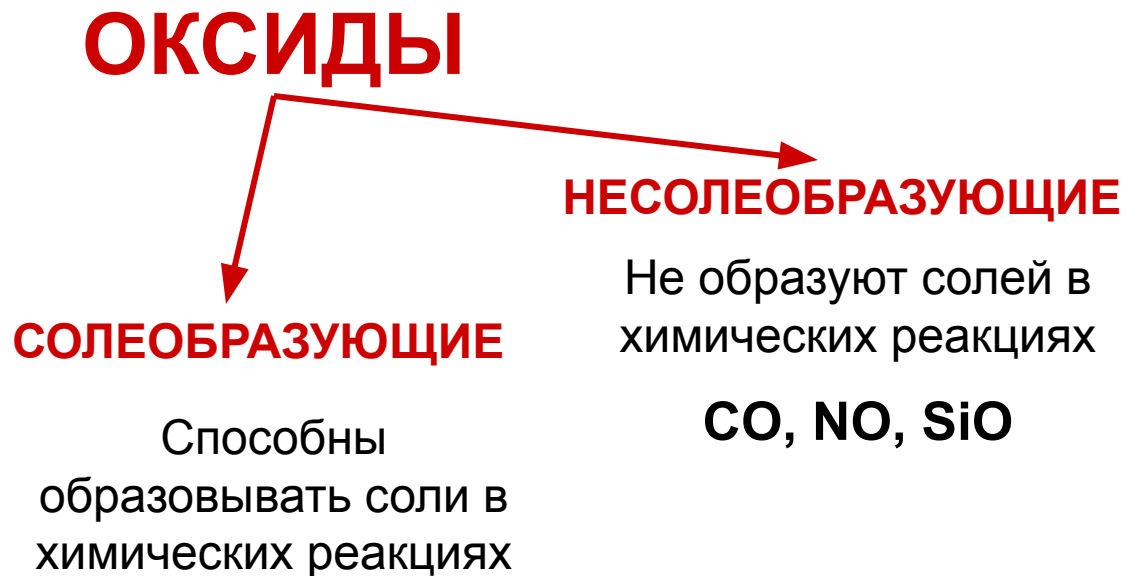 ОКСИДЫ
НЕСОЛЕОБРАЗУЮЩИЕ
Не образуют солей в
химических реакциях
CO, NO, SiO
СОЛЕОБРАЗУЮЩИЕ
Способны
образовывать соли в
химических реакциях